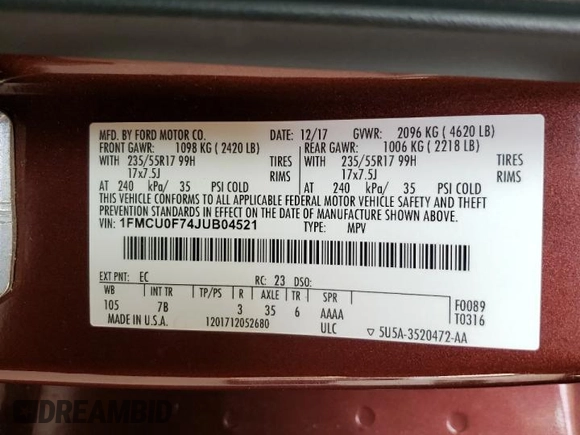 MFD. BY FORD MOTOR CO. DATE: 12/17 GVWR: 2096 KG ( 4620 LB)
FRONT GAWR: 1098 KG ( 2420 LB) REAR GAWR: 1006 KG ( 2218 LB)
WITH 235/55R17 99H TIRES WITH 235/55R17 99H TIRES
17x7.5J RIMS 17x7.5J RIMS
AT 240 kPa/ 35 PSI COLD AT 240 kPa/ 35 PSI COLD
THIS VEHICLE CONFORMS TO ALL APPLICABLE FEDERAL MOTOR VEHICLE SAFETY AND THEFT
PREVENTION STANDARDS IN EFFECT ON THE DATE OF MANUFACTURE SHOWN ABOVE.
VIN: 1FMCU0F74JUB04521 TYPE: MPV
EXT PNT: EC RC: 23 DSO:
WB INT TR TP/PS R AXLE TR SPR F0089
105 7B 3 35 6 AAAA T0316
MADE IN U.S.A. 1201712052680 ULC ▽ 5U5A-3520472-AA
DREAMBID